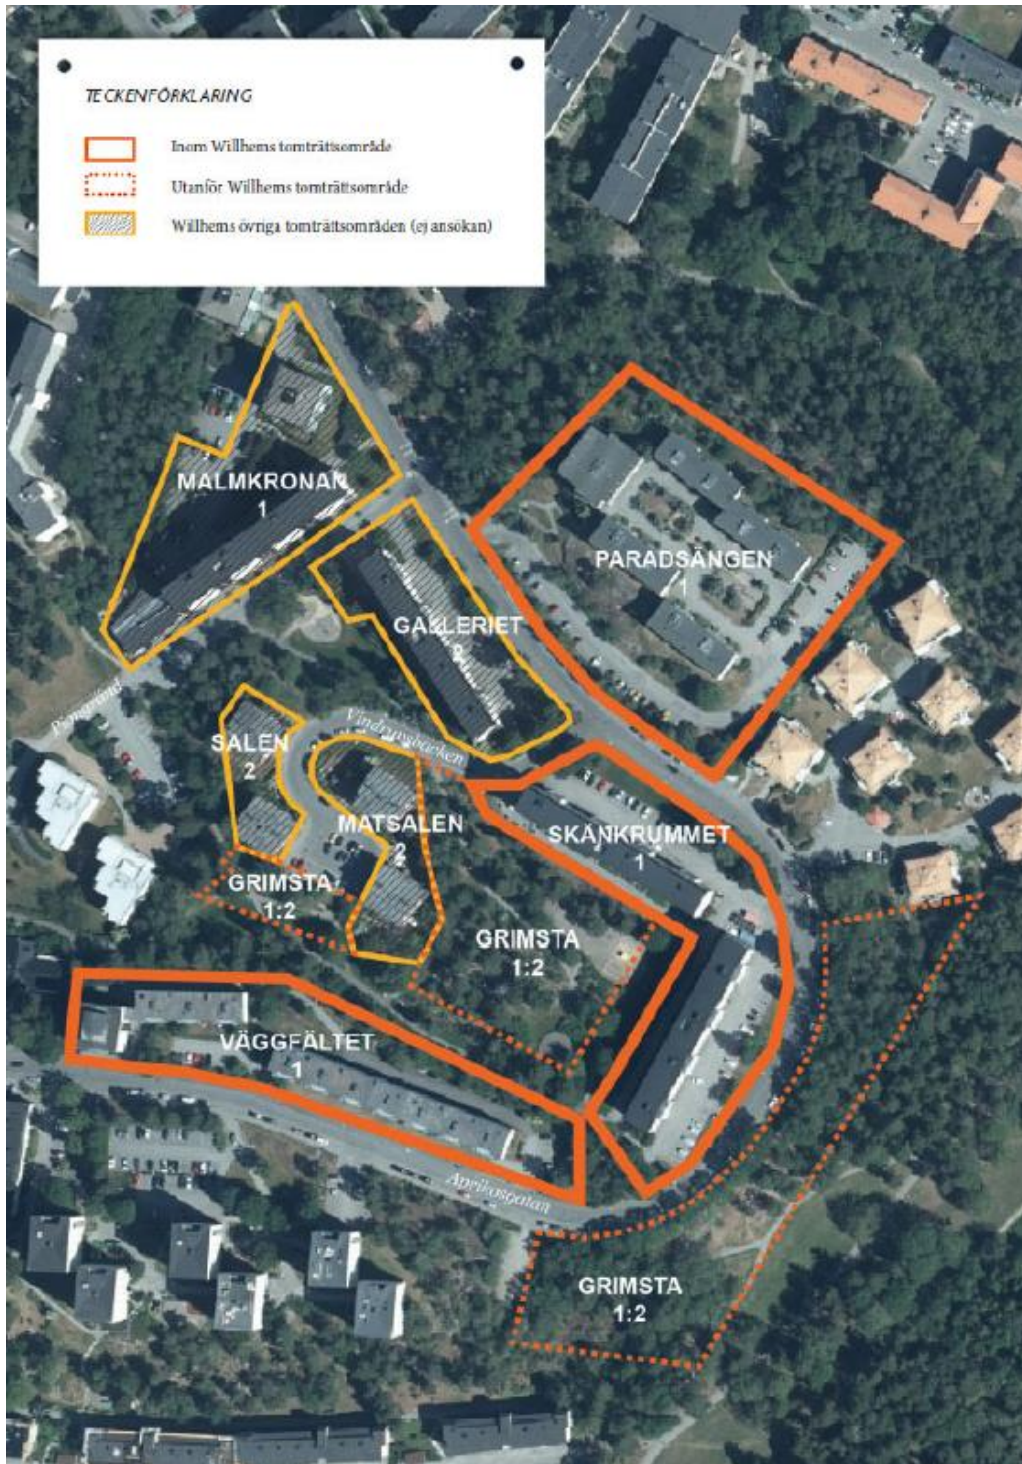 TECKENFÖRKLARING
Inom Willhems tomträttsområde
Utanför Willhems tomträttsområde
Willhems övriga tomträttsområden (ej ansökan)
MALMKRONAN
1
PARADSÄNGEN
1
GALLERIET
Vindruvsbacken
SALEN
2
MATSALEN
2
SKÄNKRUMMET
1
GRIMSTA
1:2
GRIMSTA
1:2
VÄGGFÄLTET
1
Aprikosgatan
GRIMSTA
1:2